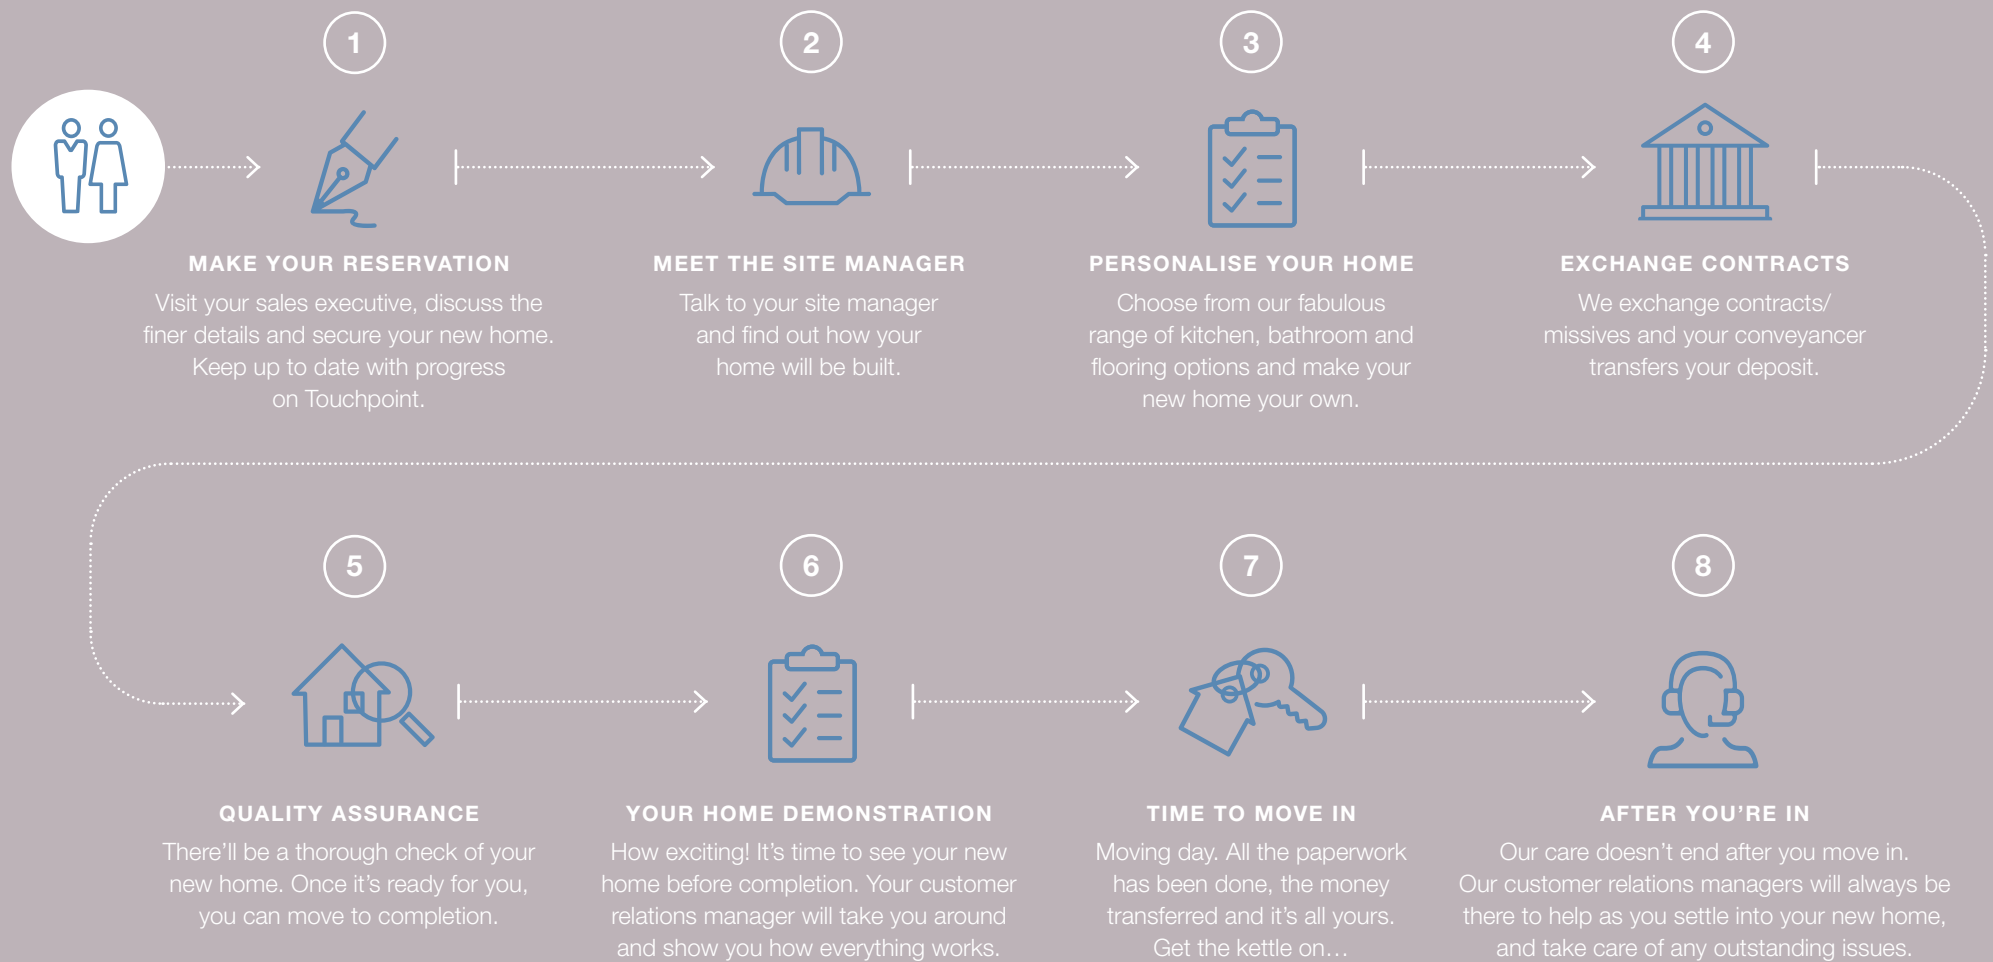 1
MAKE YOUR RESERVATION
Visit your sales executive, discuss the
finer details and secure your new home.
Keep up to date with progress
on Touchpoint.
2
MEET THE SITE MANAGER
Talk to your site manager
and find out how your
home will be built.
3
PERSONALISE YOUR HOME
Choose from our fabulous
range of kitchen, bathroom and
flooring options and make your
new home your own.
4
EXCHANGE CONTRACTS
We exchange contracts/
missives and your conveyancer
transfers your deposit.
5
QUALITY ASSURANCE
There’ll be a thorough check of your
new home. Once it’s ready for you,
you can move to completion.
6
YOUR HOME DEMONSTRATION
How exciting! It’s time to see your new
home before completion. Your customer
relations manager will take you around
and show you how everything works.
7
TIME TO MOVE IN
Moving day. All the paperwork
has been done, the money
transferred and it’s all yours.
Get the kettle on…
8
AFTER YOU’RE IN
Our care doesn’t end after you move in.
Our customer relations managers will always be
there to help as you settle into your new home,
and take care of any outstanding issues.